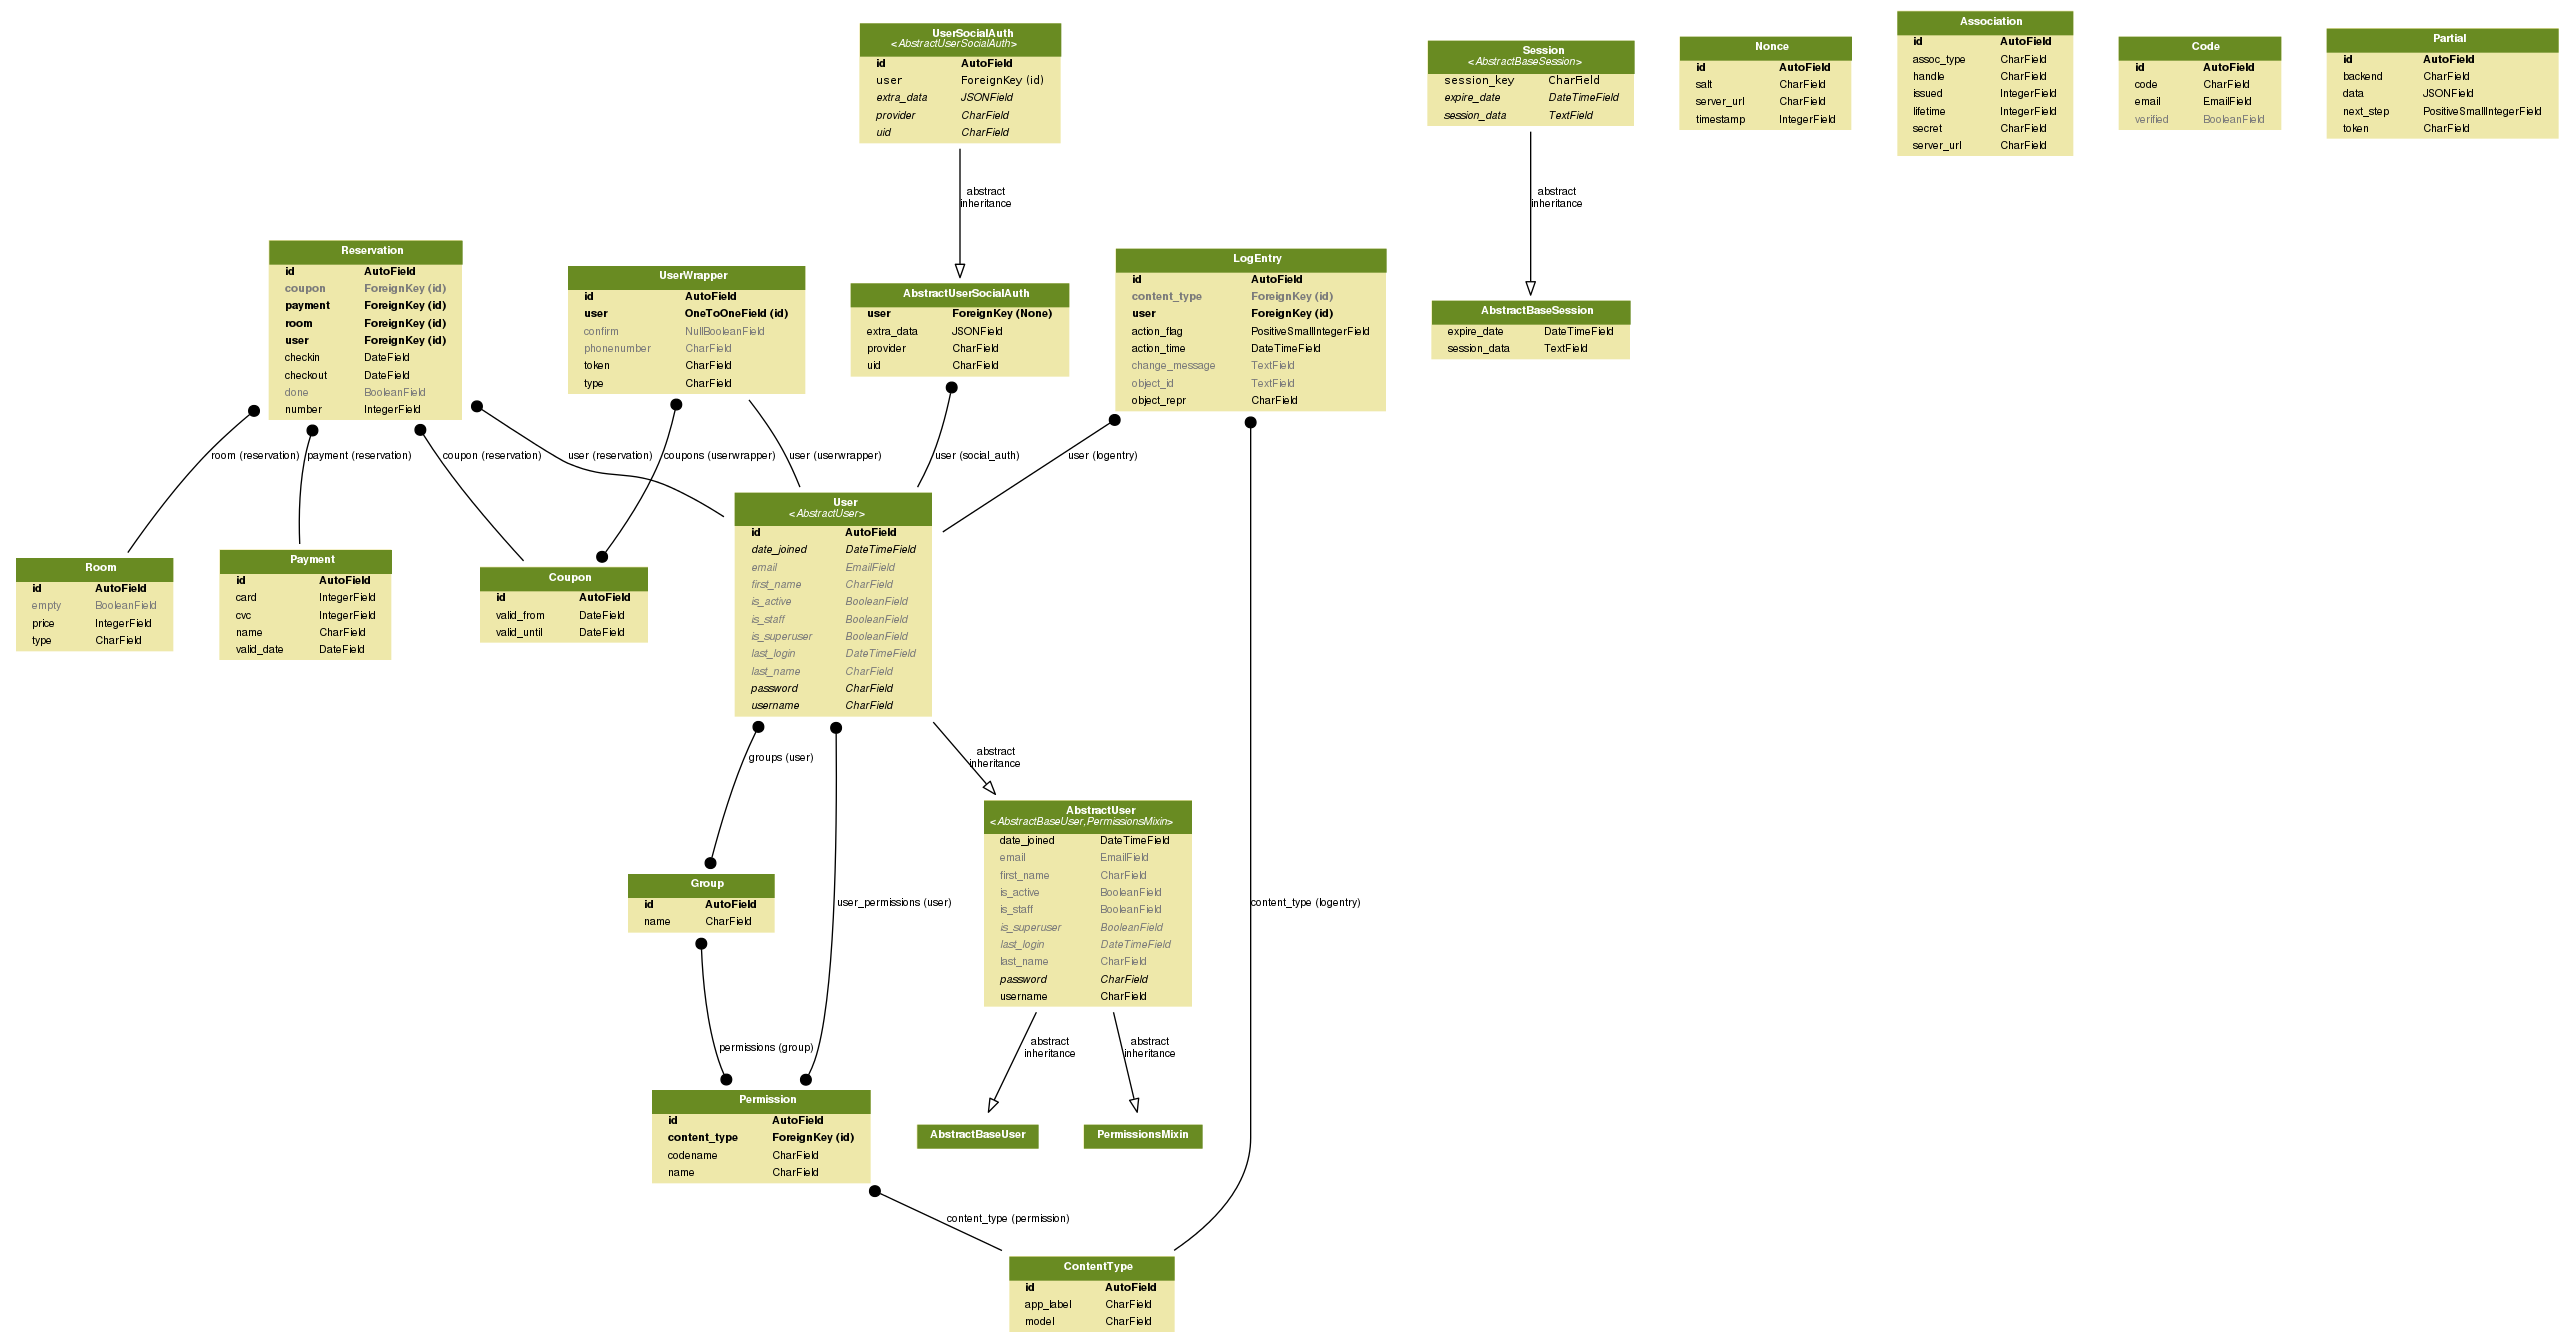 UserSocialAuth
<AbstractUserSocialAuth>
id AutoField
user ForeignKey (id)
extra_data JSONField
provider CharField
uid CharField
Session
<AbstractBaseSession>
session_key CharField
expire_date DateTimeField
session_data TextField
Nonce
id AutoField
salt CharField
server_url CharField
timestamp IntegerField
Association
id AutoField
assoc_type CharField
handle CharField
issued IntegerField
lifetime IntegerField
secret CharField
server_url CharField
Code
id AutoField
code CharField
email EmailField
verified BooleanField
Partial
id AutoField
backend CharField
data JSONField
next_step PositiveSmallIntegerField
token CharField
abstract
inheritance
abstract
inheritance
Reservation
id AutoField
coupon ForeignKey (id)
payment ForeignKey (id)
room ForeignKey (id)
user ForeignKey (id)
checkin DateField
checkout DateField
done BooleanField
number IntegerField
UserWrapper
id AutoField
user OneToOneField (id)
confirm NullBooleanField
phonenumber CharField
token CharField
type CharField
AbstractUserSocialAuth
user ForeignKey (None)
extra_data JSONField
provider CharField
uid CharField
LogEntry
id AutoField
content_type ForeignKey (id)
user ForeignKey (id)
action_flag PositiveSmallIntegerField
action_time DateTimeField
change_message TextField
object_id TextField
object_repr CharField
AbstractBaseSession
expire_date DateTimeField
session_data TextField
room (reservation)
payment (reservation)
coupon (reservation)
user (reservation)
coupons (userwrapper)
user (userwrapper)
user (social_auth)
user (logentry)
Room
id AutoField
empty BooleanField
price IntegerField
type CharField
Payment
id AutoField
card IntegerField
cvc IntegerField
name CharField
valid_date DateField
Coupon
id AutoField
valid_from DateField
valid_until DateField
User
<AbstractUser>
id AutoField
date_joined DateTimeField
email EmailField
first_name CharField
is_active BooleanField
is_staff BooleanField
is_superuser BooleanField
last_login DateTimeField
last_name CharField
password CharField
username CharField
groups (user)
abstract
inheritance
AbstractUser
<AbstractBaseUser,PermissionsMixin>
date_joined DateTimeField
email EmailField
first_name CharField
is_active BooleanField
is_staff BooleanField
is_superuser BooleanField
last_login DateTimeField
last_name CharField
password CharField
username CharField
Group
id AutoField
name CharField
user_permissions (user)
content_type (logentry)
permissions (group)
abstract
inheritance
abstract
inheritance
Permission
id AutoField
content_type ForeignKey (id)
codename CharField
name CharField
AbstractBaseUser
PermissionsMixin
content_type (permission)
ContentType
id AutoField
app_label CharField
model CharField